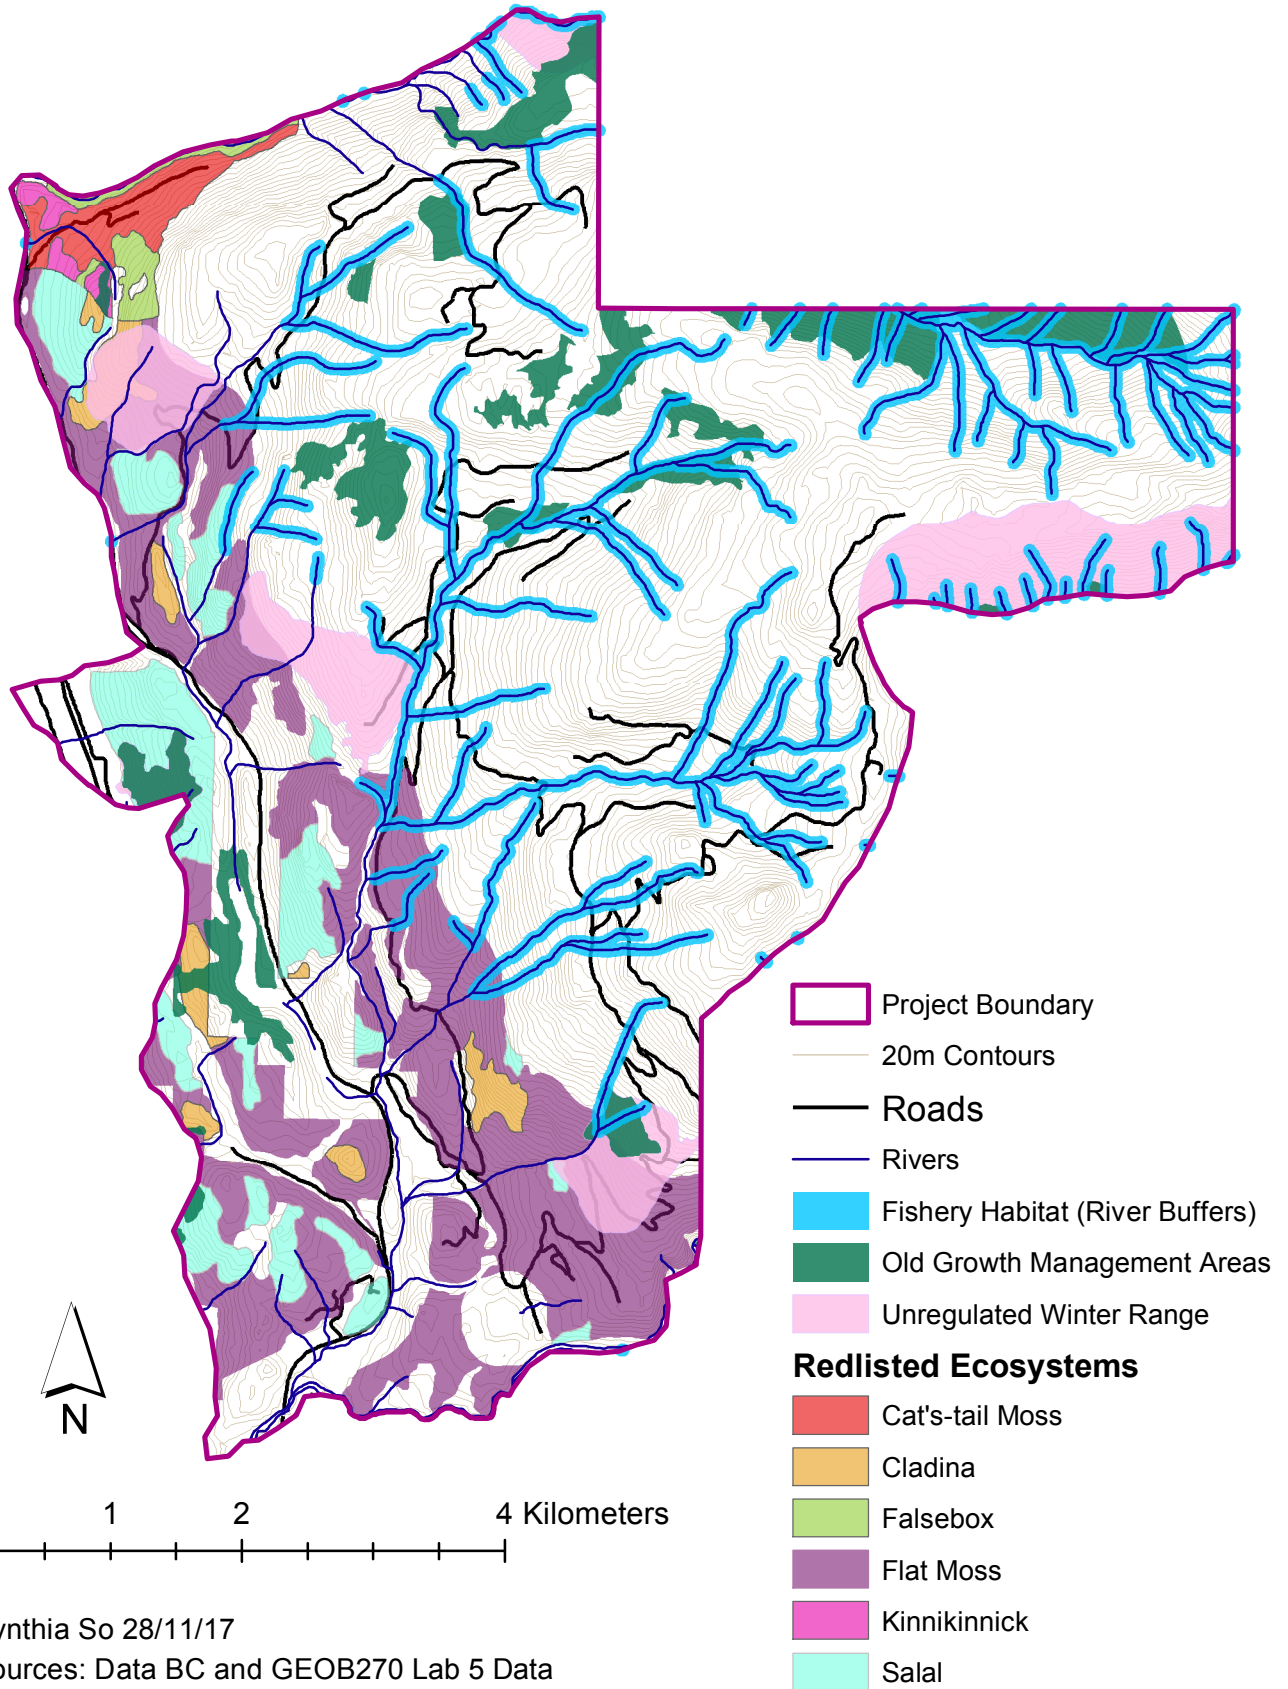 Project Boundary
20m Contours
Roads
Rivers
Fishery Habitat (River Buffers)
Old Growth Management Areas
Unregulated Winter Range
Redlisted Ecosystems
Cat's-tail Moss
Cladina
Falsebox
Flat Moss
Kinnikinnick
Salal
N
1 2 4 Kilometers
ynthia So 28/11/17
ources: Data BC and GEOB270 Lab 5 Data